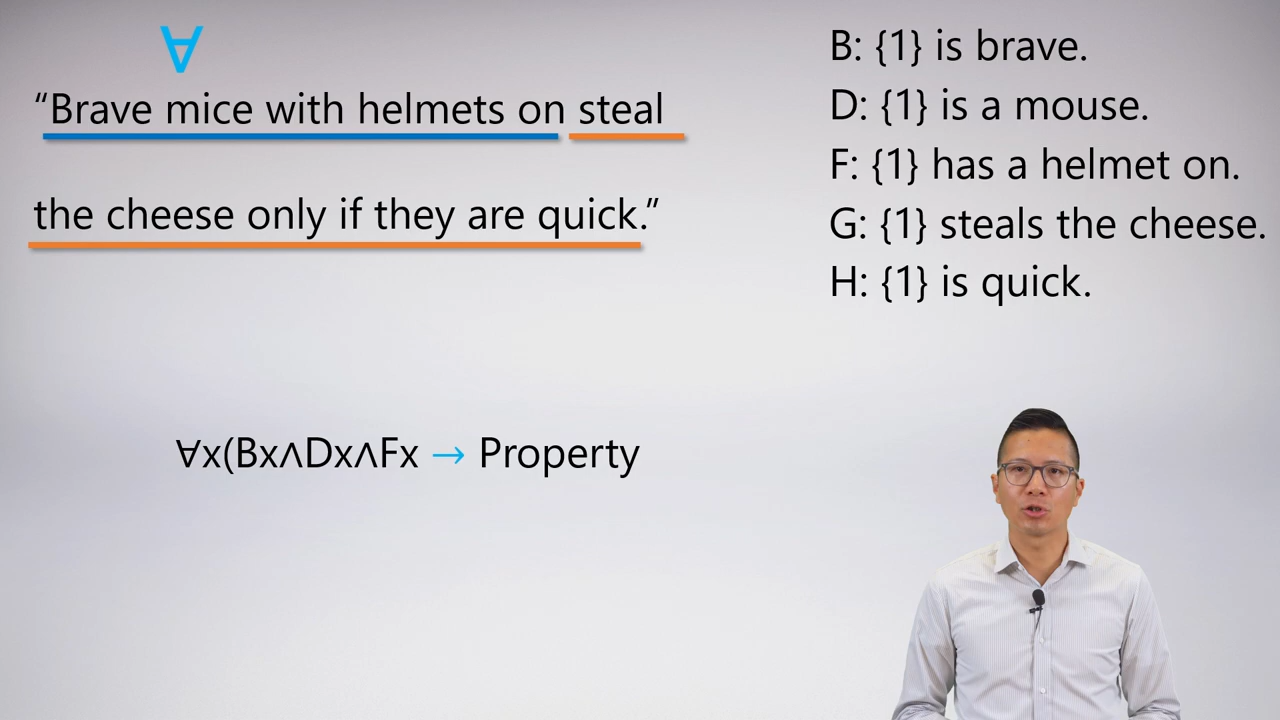 ∀
“Brave mice with helmets on steal
the cheese only if they are quick.”
B: {1} is brave.
D: {1} is a mouse.
F: {1} has a helmet on.
G: {1} steals the cheese.
H: {1} is quick.
∀x(Bx∧Dx∧Fx → Property